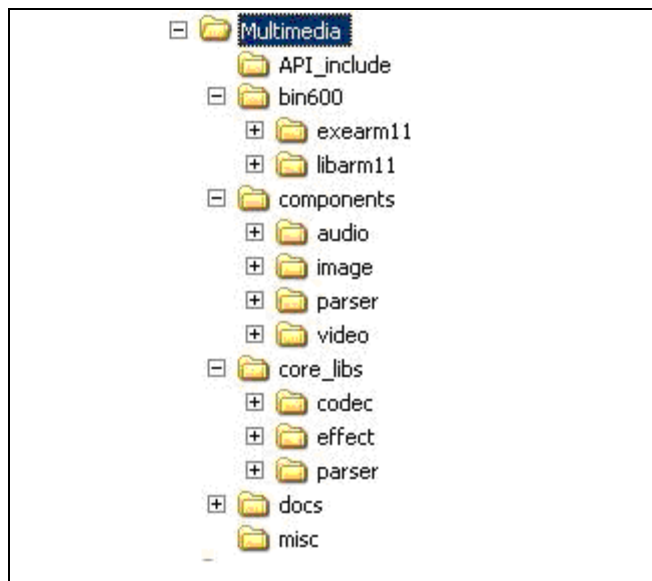 Multimedia
API_include
bin600
exearm11
libarm11
components
audio
image
parser
video
core_libs
codec
effect
parser
docs
misc